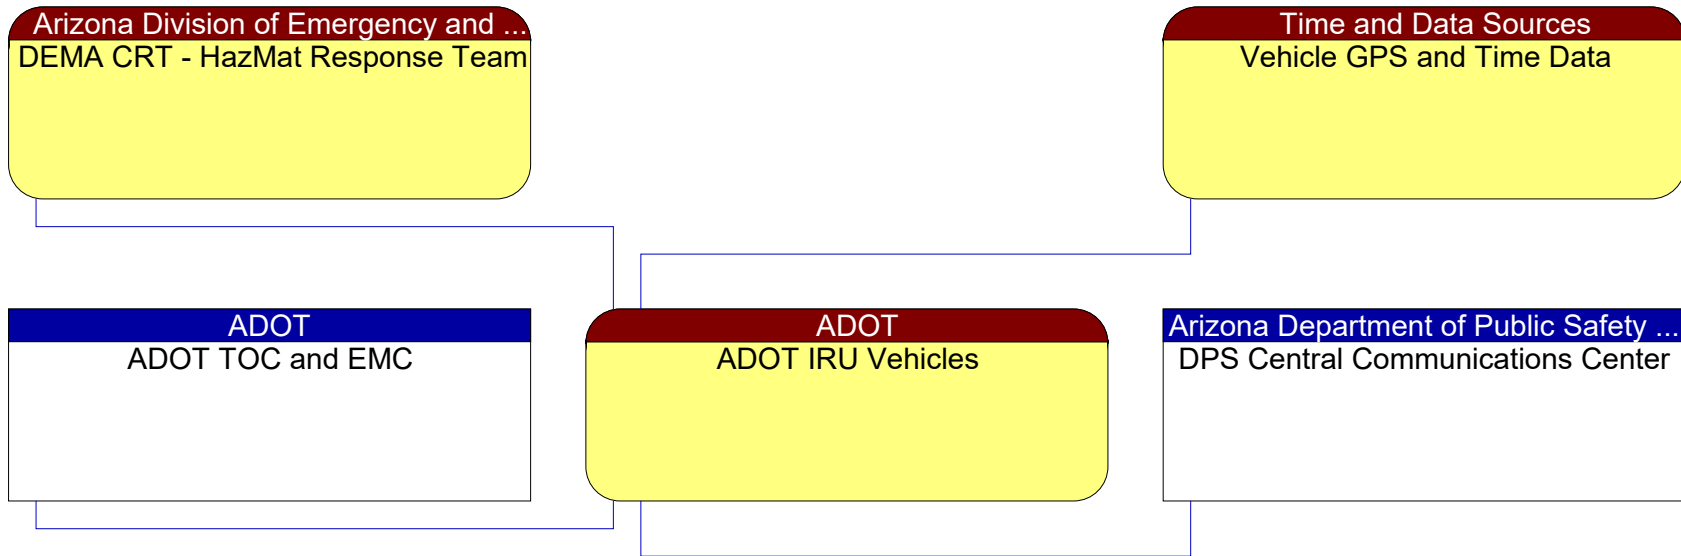 Arizona Division of Emergency and ...
DEMA CRT - HazMat Response Team
Time and Data Sources
Vehicle GPS and Time Data
ADOT
ADOT TOC and EMC
ADOT
ADOT IRU Vehicles
Arizona Department of Public Safety ...
DPS Central Communications Center